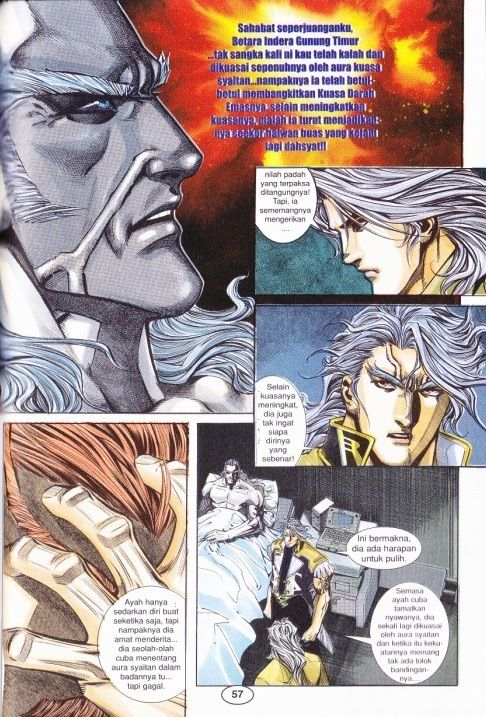 Sahabat seperjuanganku,
Betara Indera Gunung Timur
...tak sangka kali ni kau telah kalah dan
dikuasai sepenuhnya oleh aura kuasa
syaitan...nampaknya ia telah betul-
betul membangkitkan Kuasa Darah
Emasnya, selain meningkatkan
kuasanya, malah ia turut menjadikan-
nya seekor haiwan buas yang kejam
lagi dahsyat!!
nilah padah
yang terpaksa
ditangungnya!
Tapi, ia
sememangnya
mengerikan
....
Selain
kuasanya
meningkat,
dia juga
tak ingat
siapa
dirinya
yang
sebenar!
Ayah hanya
sedarkan diri buat
seketika saja, tapi
nampaknya dia
amat menderita...
dia seolah-olah
cuba menentang
aura syaitan dalam
badannya tu...
tapi gagal.
Ini bermakna,
dia ada harapan
untuk pulih.
Semasa
ayah cuba
tamatkan
nyawanya, dia
sekali lagi dikuasai
oleh aura syaitan
dan ketika itu keku-
atannya memang
tak ada tolok
bandingan-
nya....
57